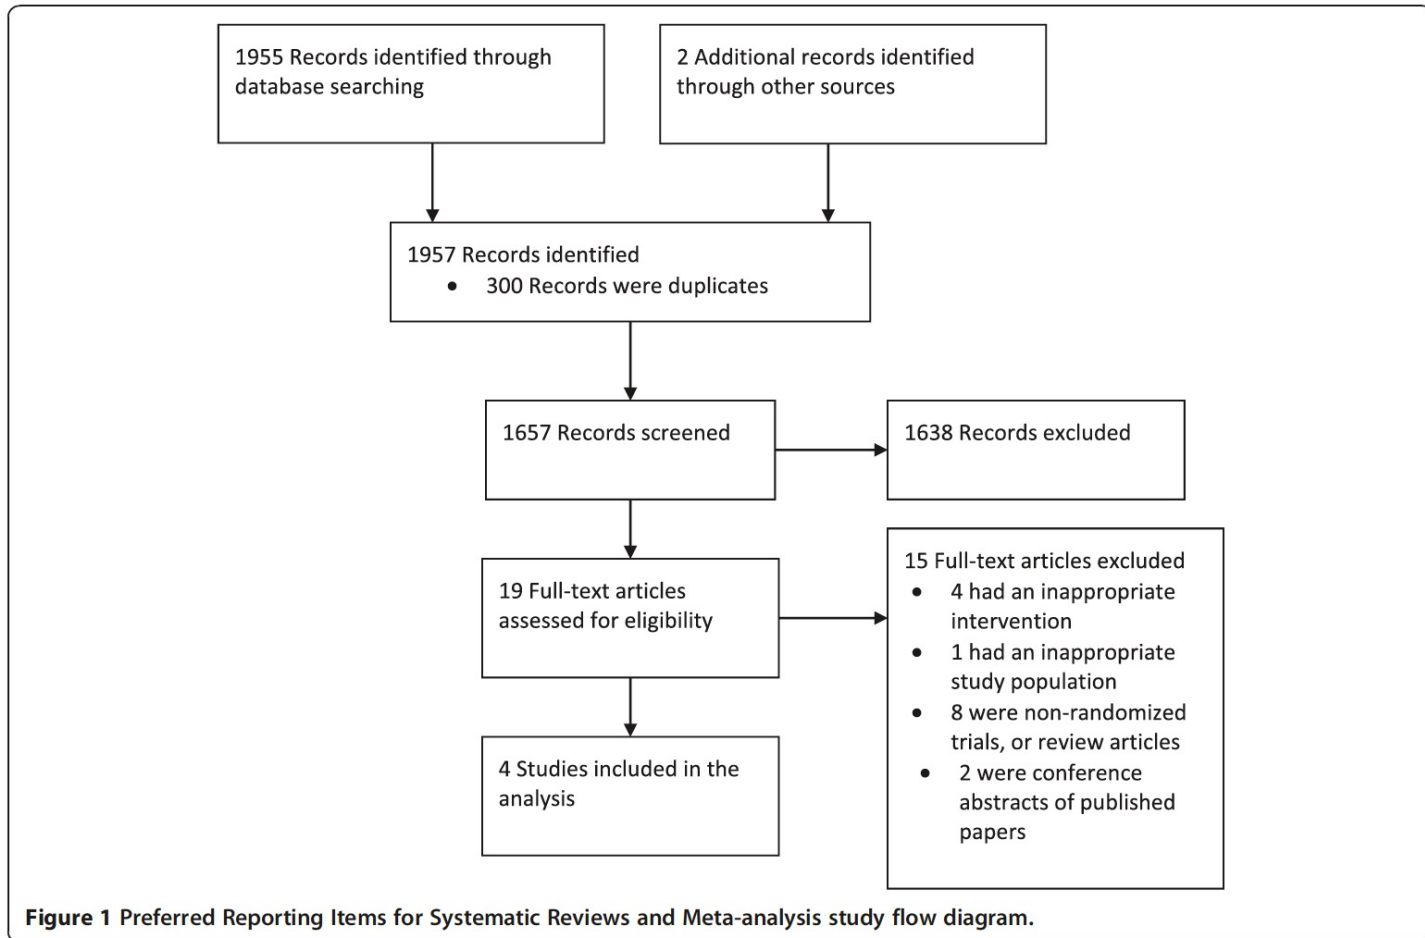 1955 Records identified through
database searching
2 Additional records identified
through other sources
1957 Records identified
• 300 Records were duplicates
1657 Records screened
1638 Records excluded
19 Full-text articles
assessed for eligibility
15 Full-text articles excluded
• 4 had an inappropriate
intervention
• 1 had an inappropriate
study population
• 8 were non-randomized
trials, or review articles
• 2 were conference
abstracts of published
papers
4 Studies included in the
analysis
Figure 1 Preferred Reporting Items for Systematic Reviews and Meta-analysis study flow diagram.